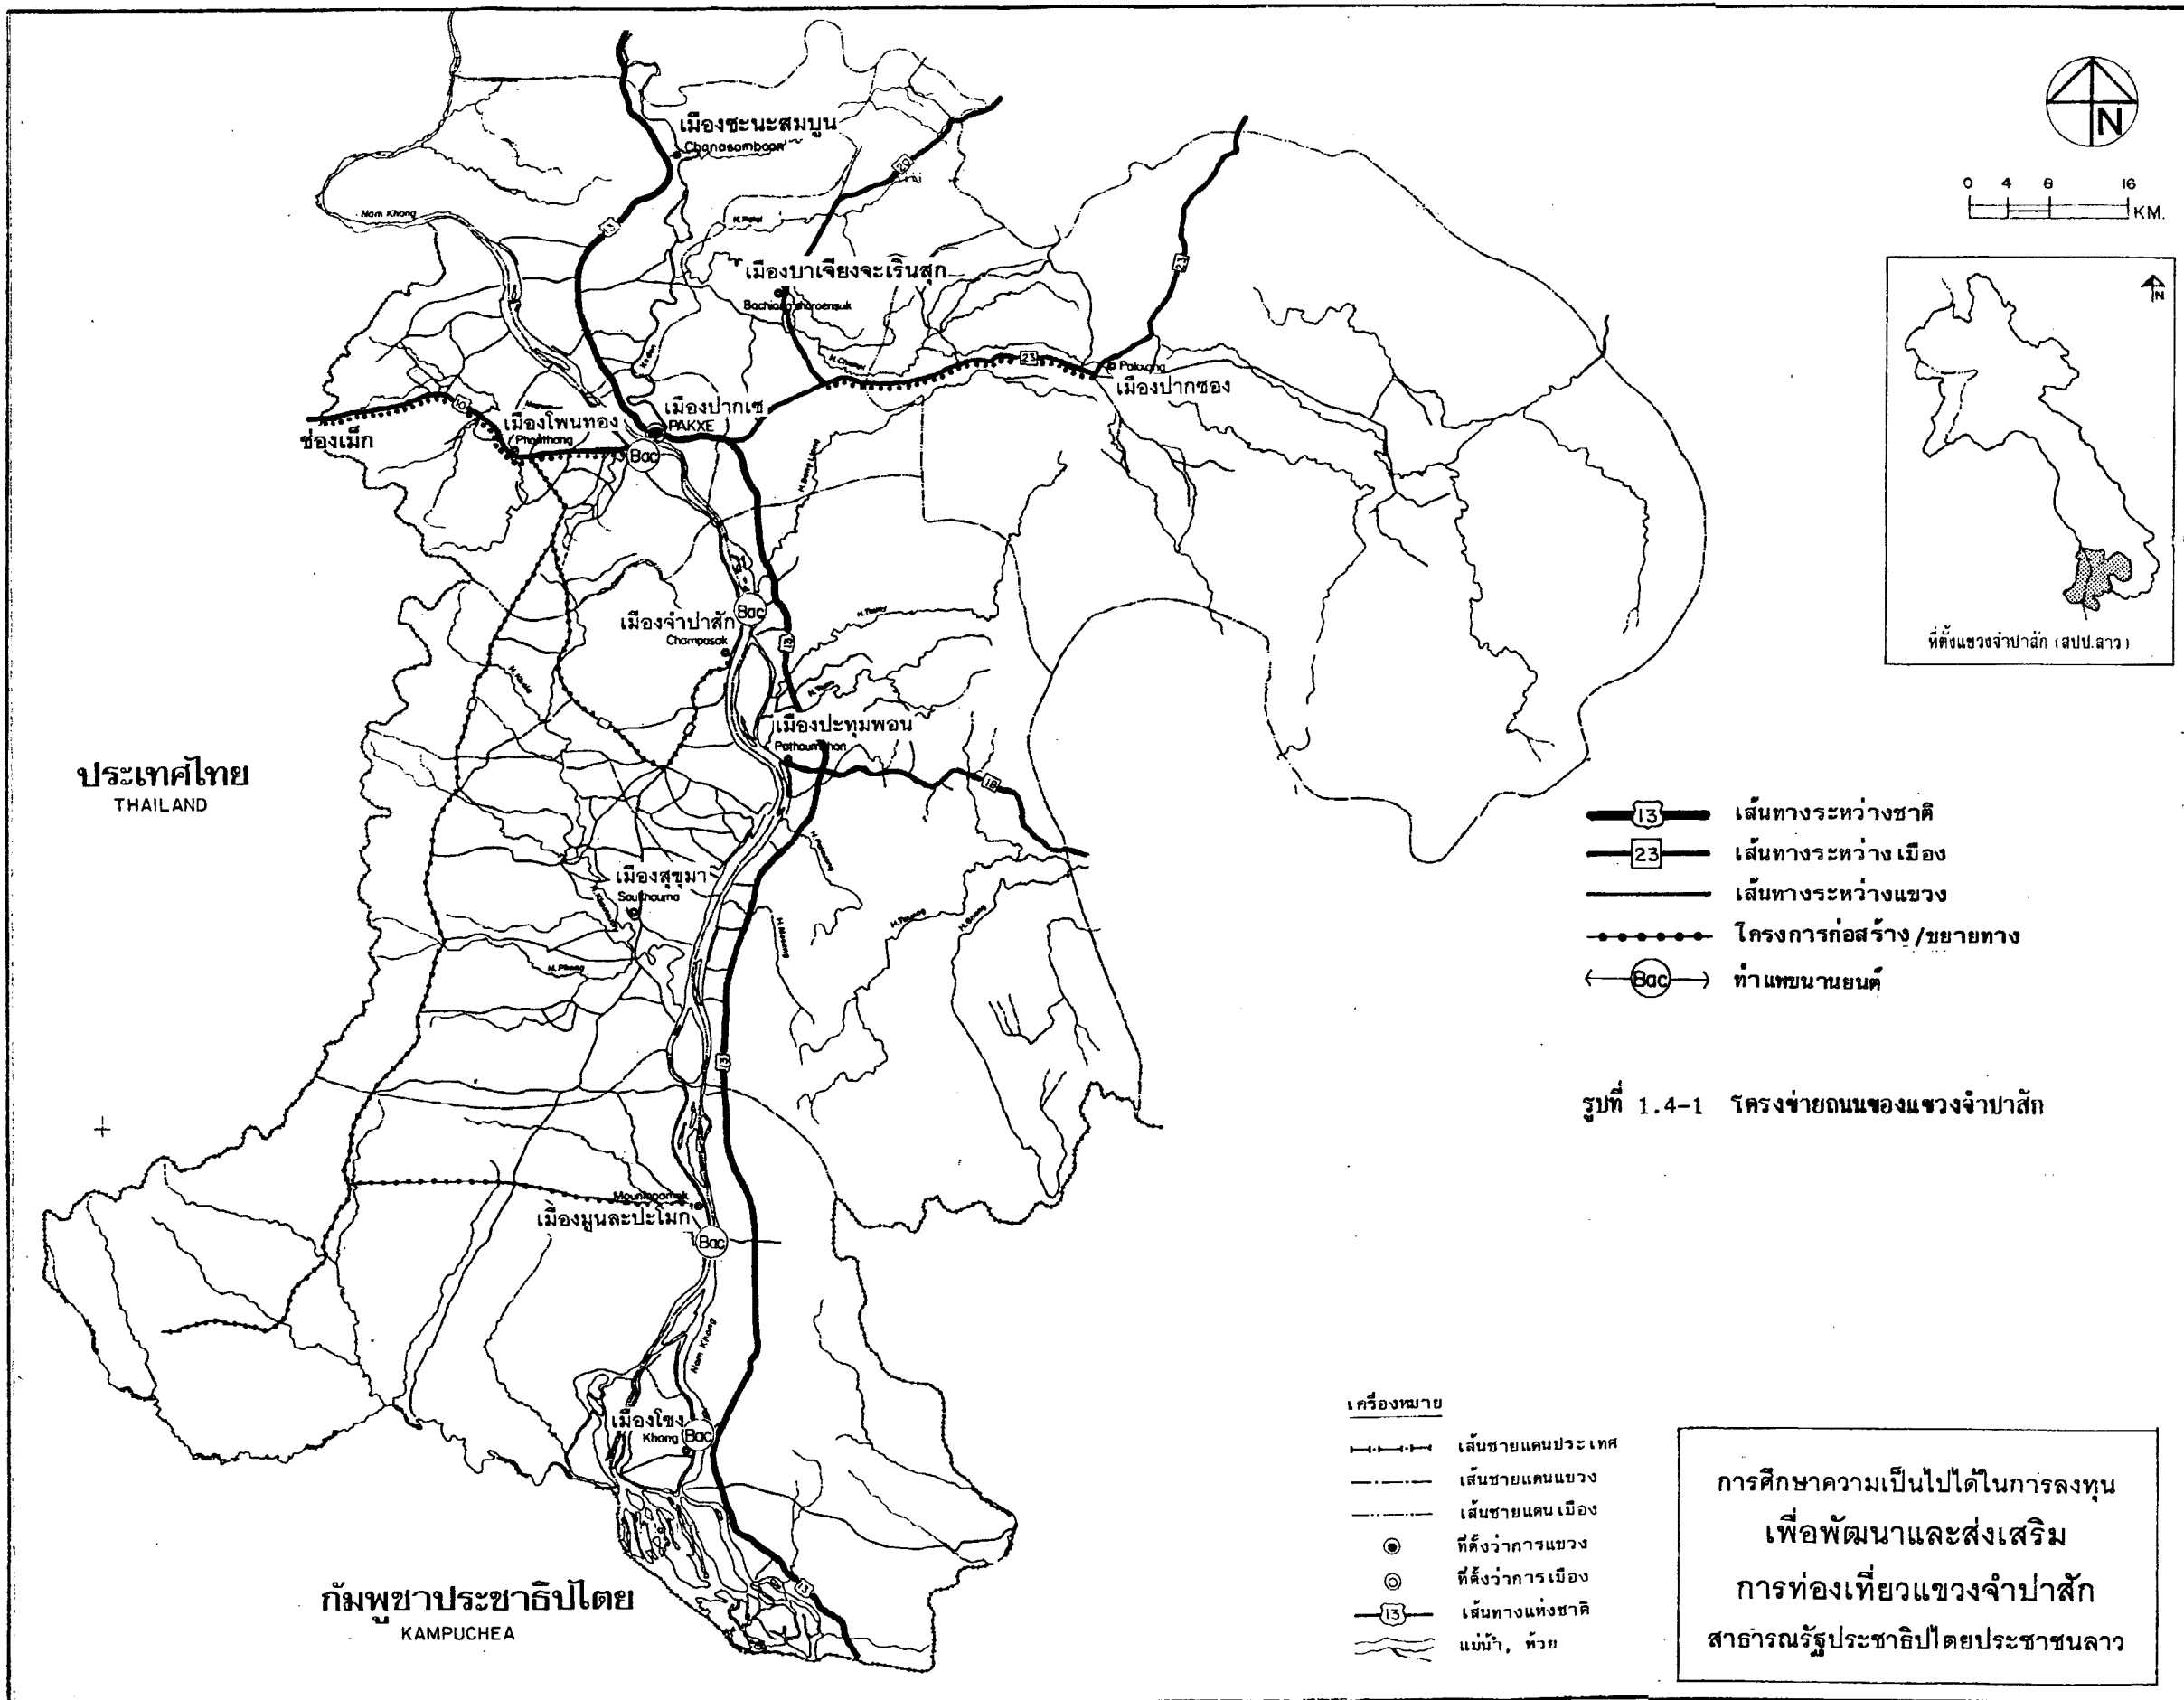 N
0 4 8 16
KM.
N
ที่ตั้งแขวงจำปาสัก (สปป.ลาว)
เมืองชะนะสมบูน
Chanasomboon
20
Nam Khong
13
เมืองบาเจียงจะเรินสุก
23
เมืองปากซอง
Paksong
23
เมืองปากเซ
PAKXE
10
เมืองโพนทอง
Phonthong
ช่องเม็ก
Bac
Bac
เมืองจำปาสัก
Champasak
13
เมืองปะทุมพอน
Pathoumphon
18
ประเทศไทย
THAILAND
เมืองสุขุมา
Soukhouma
H. Phong
13
เมืองมูนละปะโมก
Bac
Nam Khong
เมืองโขง
Khong
Bac
13
กัมพูชาประชาธิปไตย
KAMPUCHEA
13 เส้นทางระหว่างชาติ
23 เส้นทางระหว่างเมือง
เส้นทางระหว่างแขวง
โครงการก่อสร้าง/ขยายทาง
Bac ท่าแพขนานยนต์
รูปที่ 1.4-1 โครงข่ายถนนของแขวงจำปาสัก
เครื่องหมาย
เส้นชายแดนประเทศ
เส้นชายแดนแขวง
เส้นชายแดนเมือง
ที่ตั้งว่าการแขวง
ที่ตั้งว่าการเมือง
13 เส้นทางแห่งชาติ
แม่น้ำ, ห้วย
การศึกษาความเป็นไปได้ในการลงทุน
เพื่อพัฒนาและส่งเสริม
การท่องเที่ยวแขวงจำปาสัก
สาธารณรัฐประชาธิปไตยประชาชนลาว